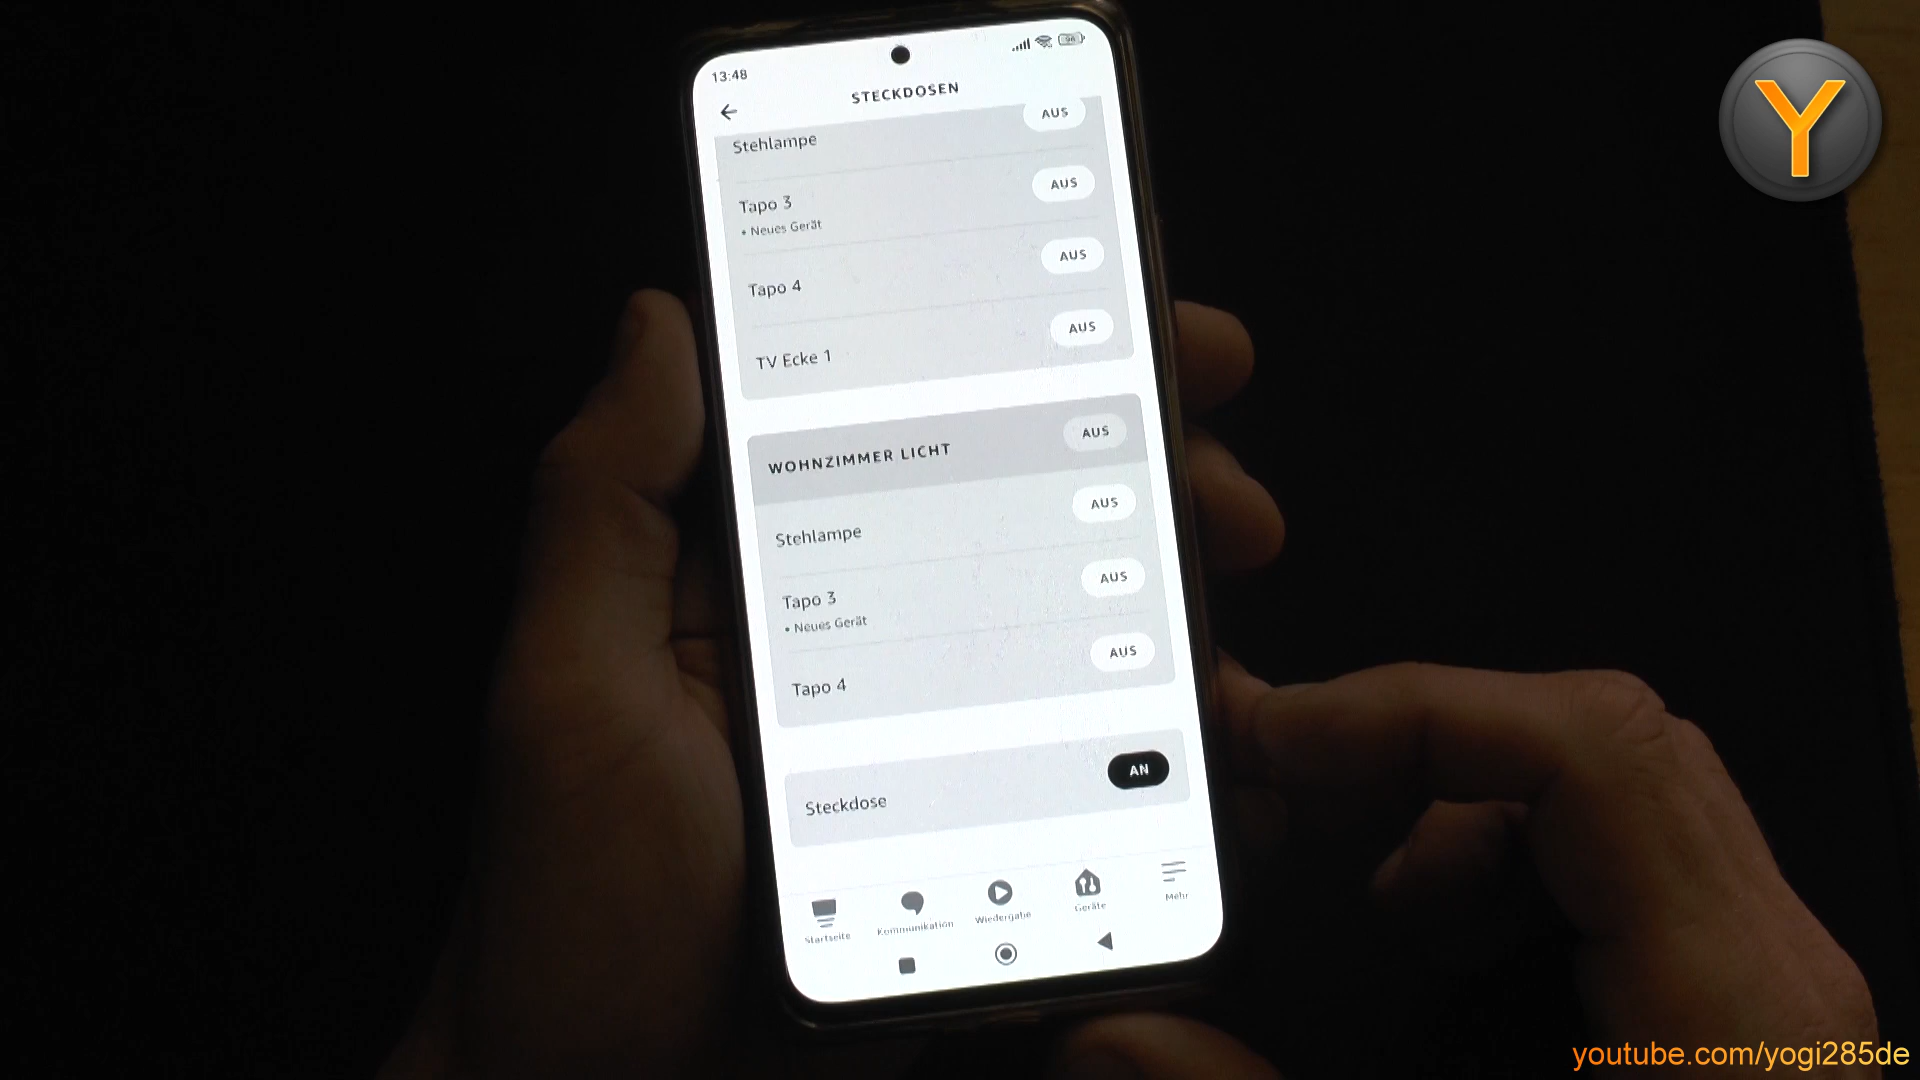 Y
13:48
98
STECKDOSEN
AUS
Stehlampe
AUS
Tapo 3
• Neues Gerät
AUS
Tapo 4
AUS
TV Ecke 1
WOHNZIMMER LICHT
AUS
Stehlampe
AUS
Tapo 3
• Neues Gerät
AUS
Tapo 4
AUS
Steckdose
AN
Startseite
Kommunikation
Wiedergabe
Geräte
Mehr
youtube.com/yogi285de